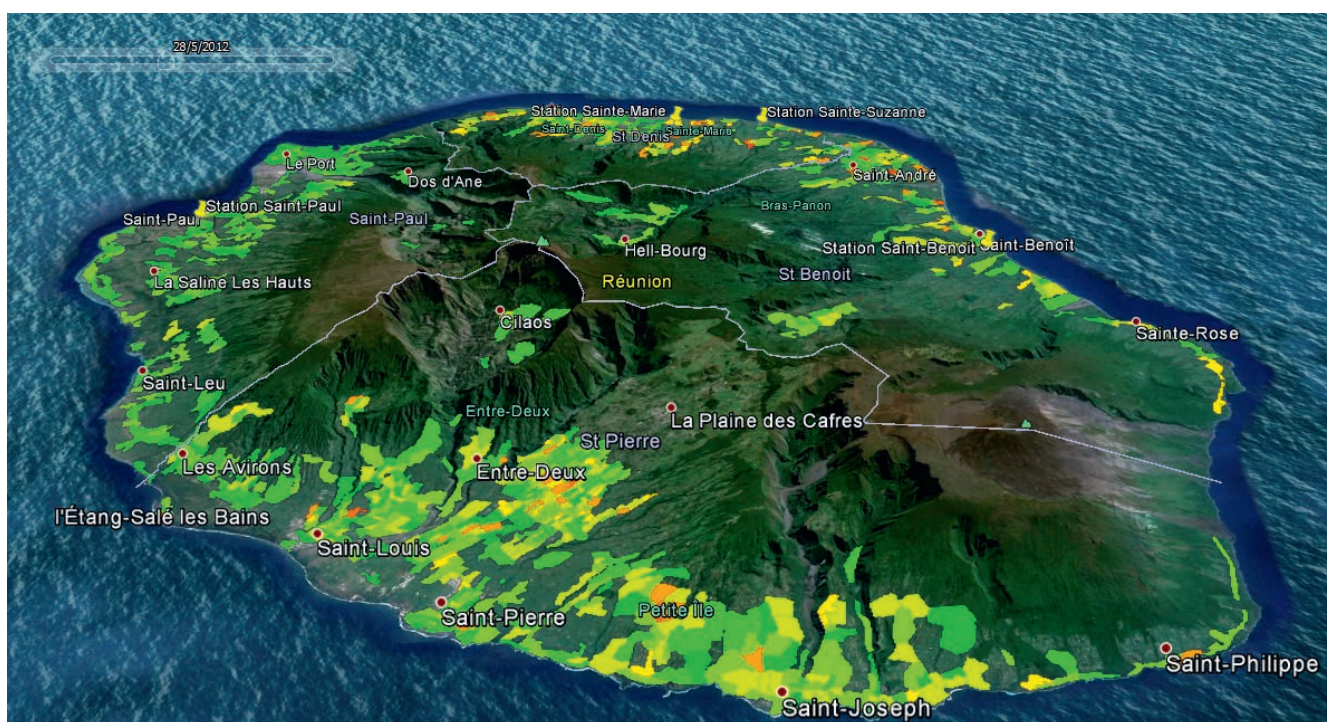 28/5/2012
Station Sainte-Marie
Station Sainte-Suzanne
Saint-Denis
St Denis
Sainte-Marie
Le Port
Dos d'Ane
Saint-André
Bras-Panon
Saint-Paul
Station Saint-Paul
Saint-Paul
Hell-Bourg
Station Saint-Benoit
Saint-Benoît
La Saline Les Hauts
Réunion
St Benoit
Cilaos
Sainte-Rose
Saint-Leu
Entre-Deux
La Plaine des Cafres
St Pierre
Les Avirons
Entre-Deux
l'Étang-Salé les Bains
Saint-Louis
Saint-Pierre
Petite Île
Saint-Philippe
Saint-Joseph